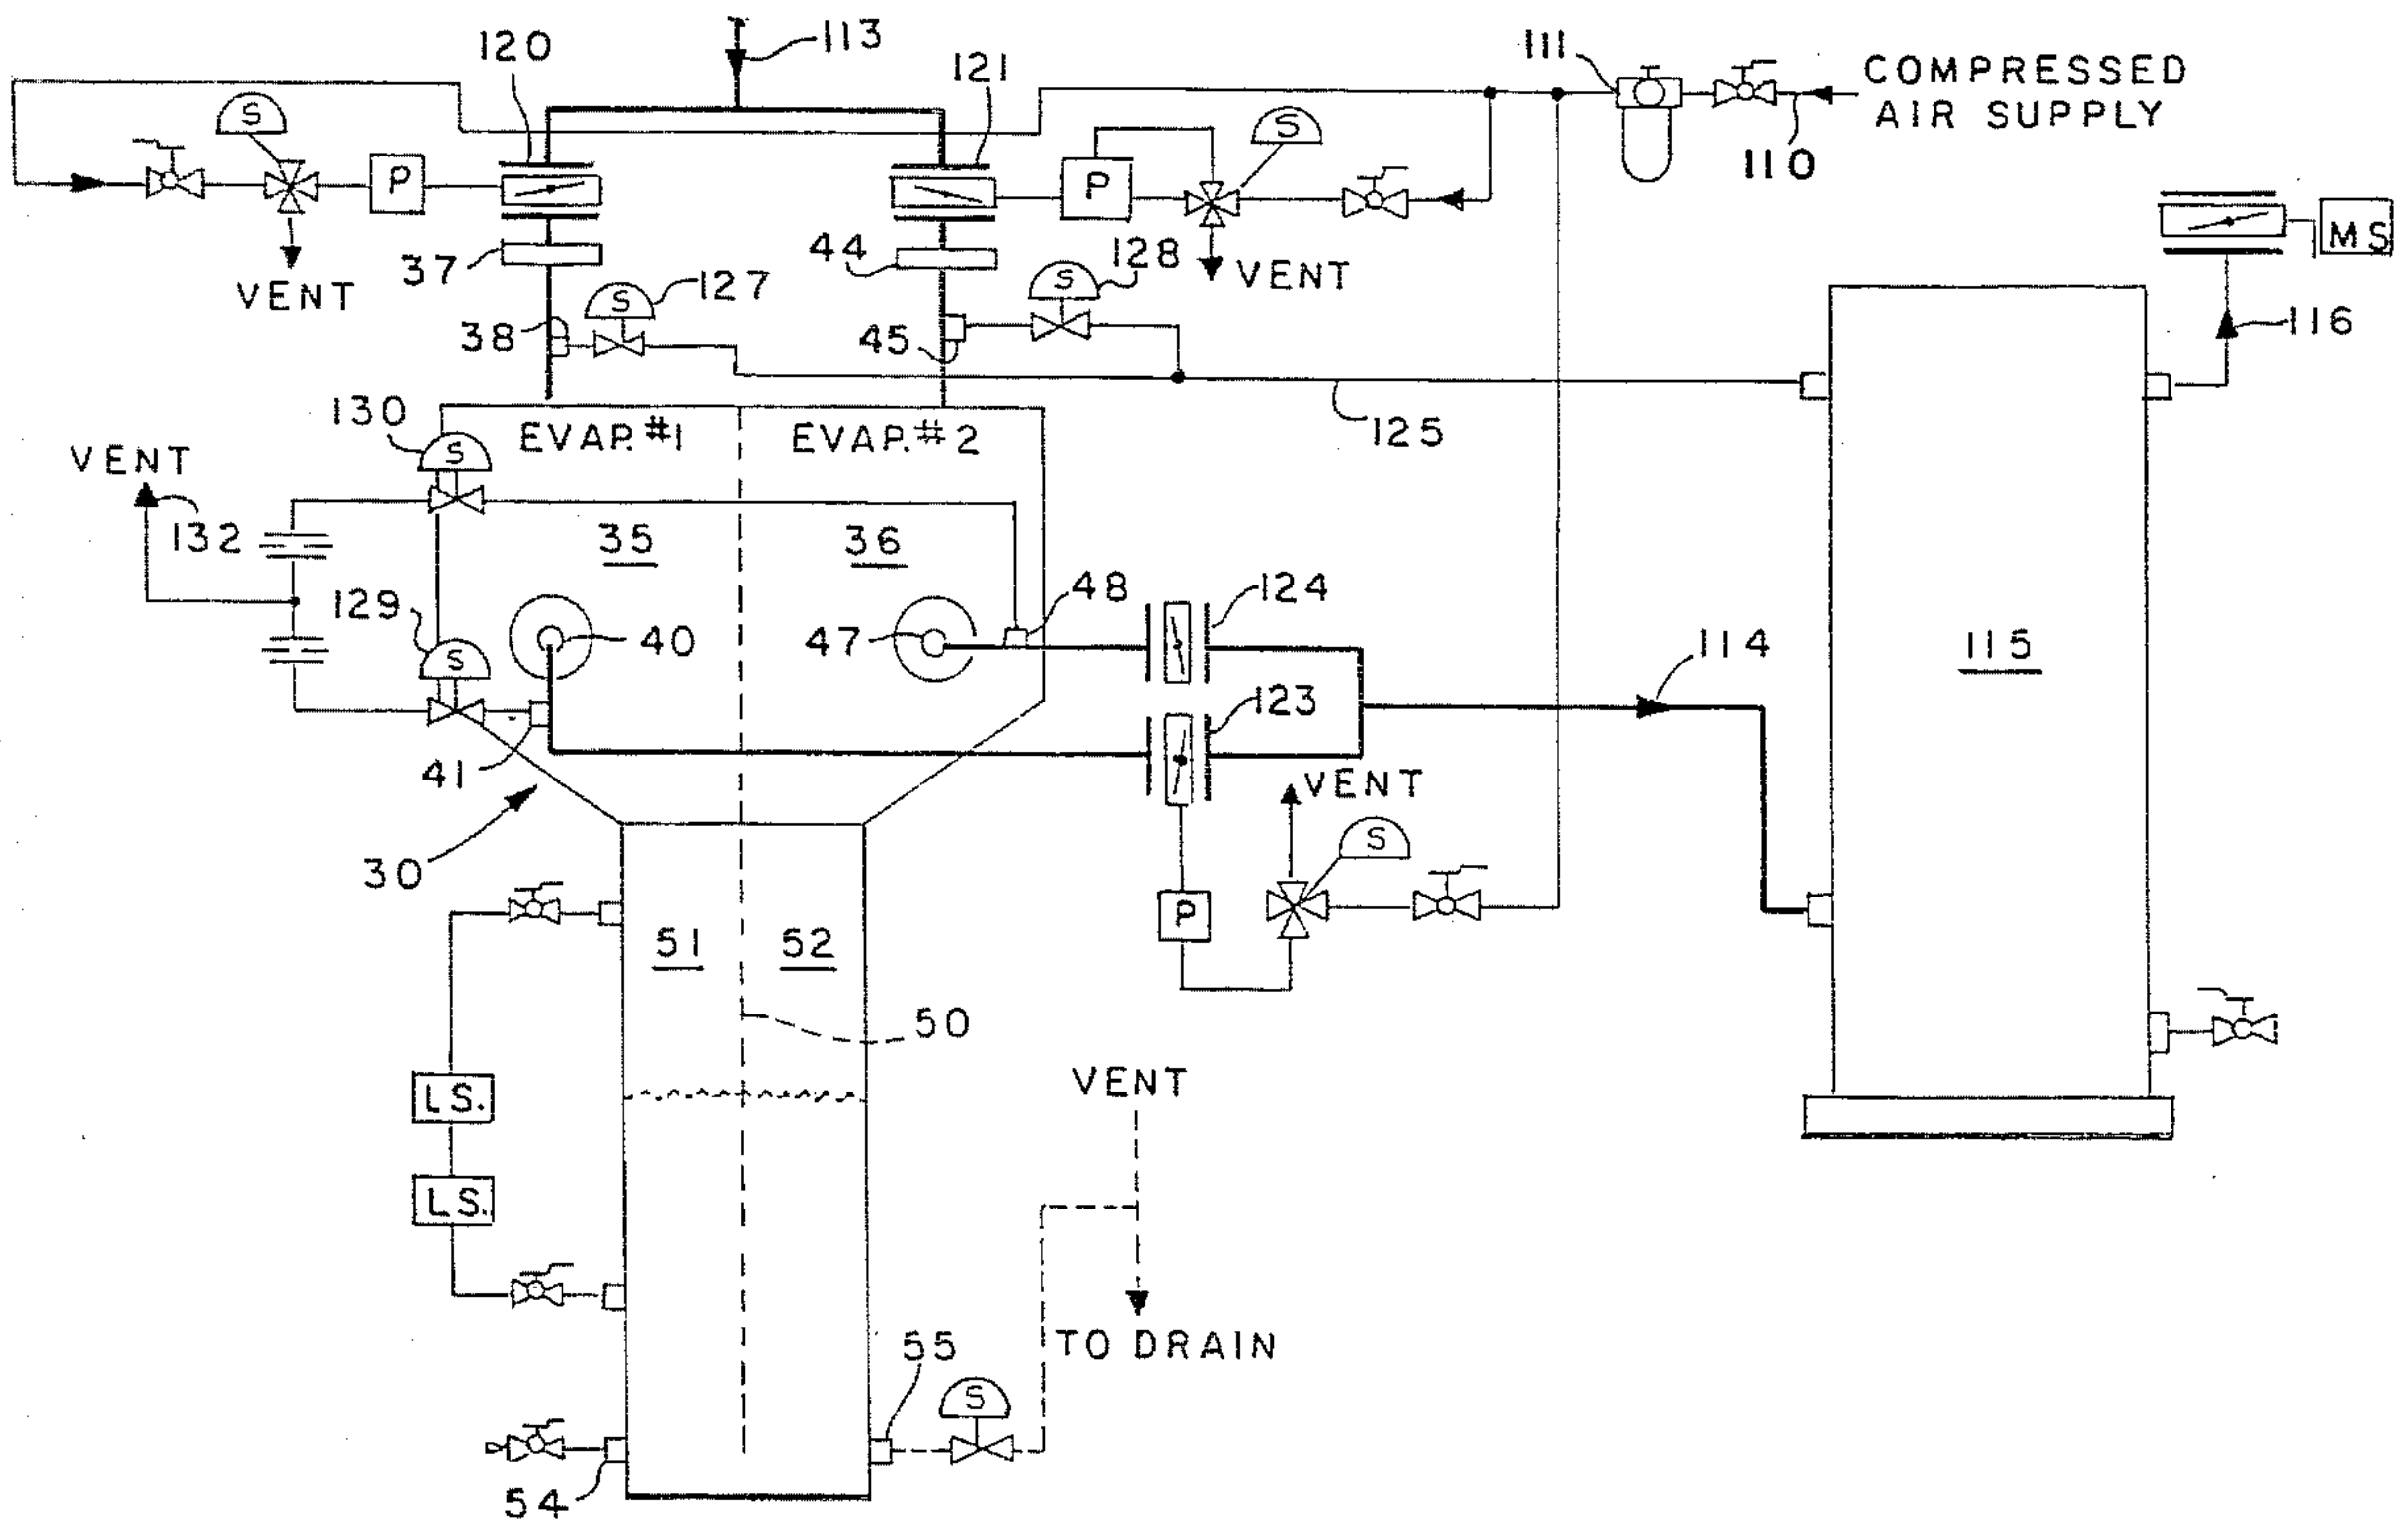 120
113
111
COMPRESSED
AIR SUPPLY
110
121
S
S
P
P
37
44
128
VENT
VENT
MS
S
127
S
38
45
116
125
130
EVAP. #1
EVAP. #2
VENT
S
132
35
36
48
124
129
40
47
114
115
S
123
41
VENT
30
S
P
51
52
50
LS.
VENT
LS.
55
TO DRAIN
S
54